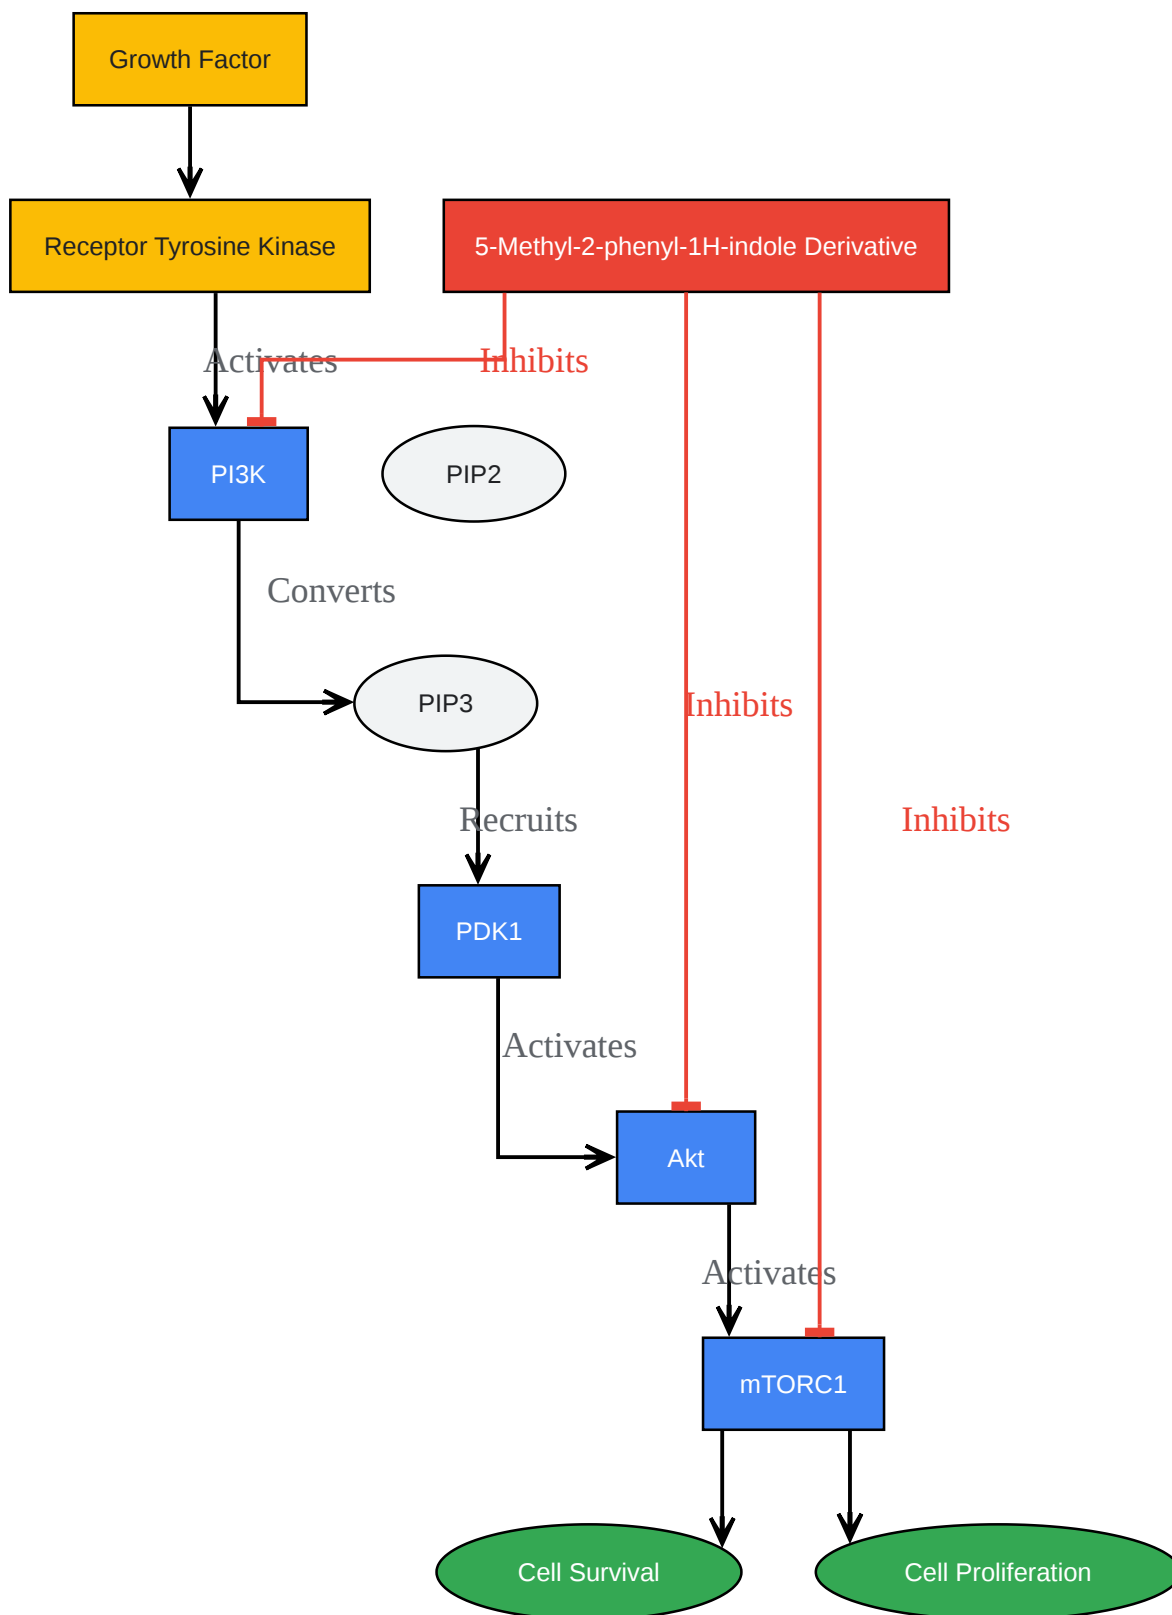 Growth Factor
Receptor Tyrosine Kinase
5-Methyl-2-phenyl-1H-indole Derivative
Activates
Inhibits
PI3K
PIP2
Converts
PIP3
Inhibits
Recruits
Inhibits
PDK1
Activates
Akt
Activates
mTORC1
Cell Survival
Cell Proliferation